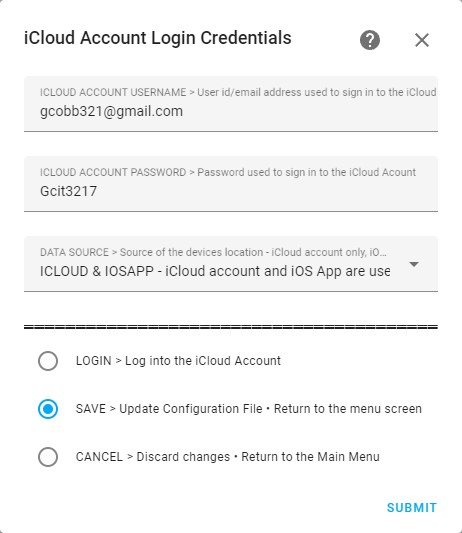 iCloud Account Login Credentials
ICLOUD ACCOUNT USERNAME > User id/email address used to sign in to the iCloud
gcobb321@gmail.com
ICLOUD ACCOUNT PASSWORD > Password used to sign in to the iCloud Acount
Gcit3217
DATA SOURCE > Source of the devices location - iCloud account only, iO...
ICLOUD & IOSAPP - iCloud account and iOS App are use
LOGIN > Log into the iCloud Account
SAVE > Update Configuration File • Return to the menu screen
CANCEL > Discard changes • Return to the Main Menu
SUBMIT